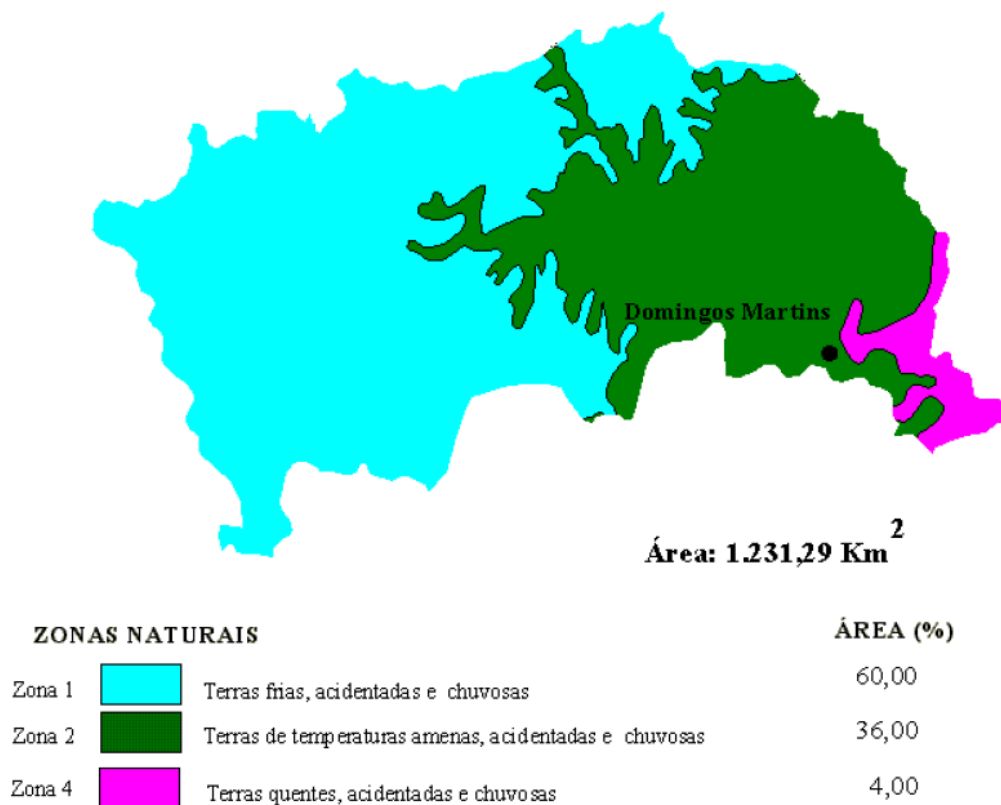 Domingos Martins
Área: 1.231,29 Km2
ZONAS NATURAIS ÁREA (%)
Zona 1 Terras frias, acidentadas e chuvosas 60,00
Zona 2 Terras de temperaturas amenas, acidentadas e chuvosas 36,00
Zona 4 Terras quentes, acidentadas e chuvosas 4,00